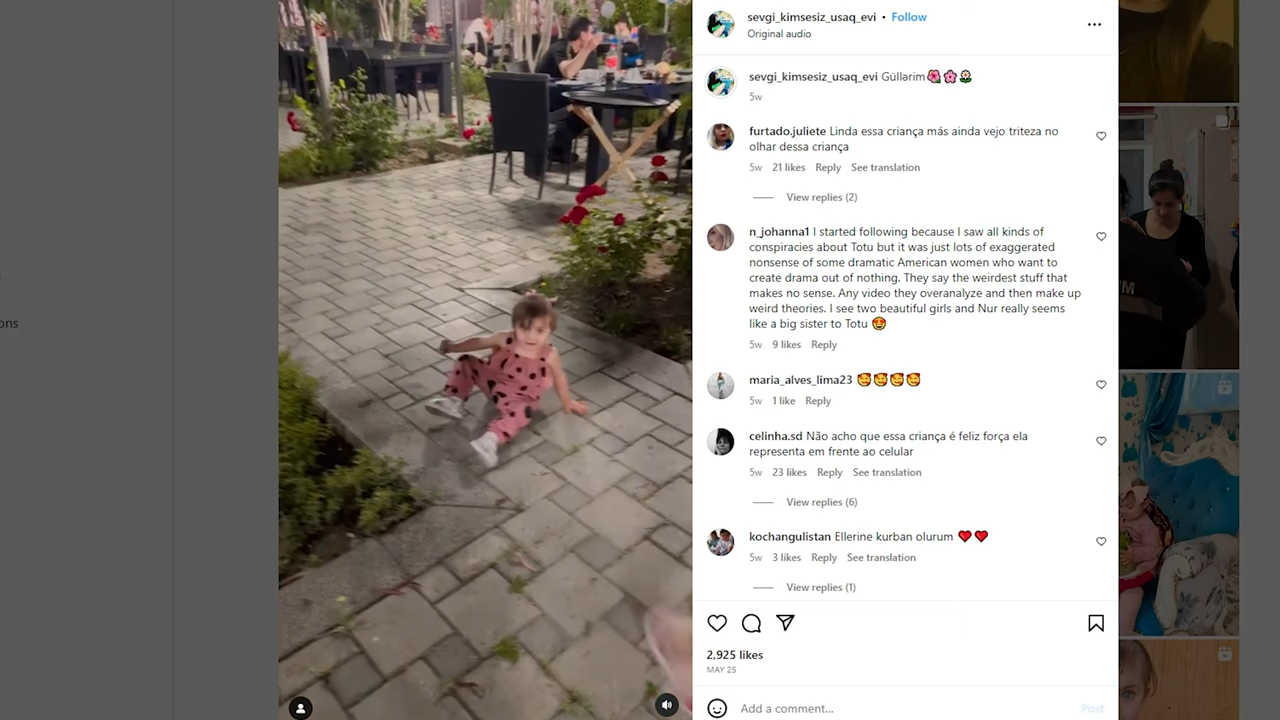 sevgi_kimsesiz_usaq_evi • Follow
Original audio
sevgi_kimsesiz_usaq_evi Güllərim🌺🌸🌼
5w
furtado.juliete Linda essa criança más ainda vejo triteza no
olhar dessa criança
5w 21 likes Reply See translation
View replies (2)
n_johanna1 I started following because I saw all kinds of
conspiracies about Totu but it was just lots of exaggerated
nonsense of some dramatic American women who want to
create drama out of nothing. They say the weirdest stuff that
makes no sense. Any video they overanalyze and then make up
weird theories. I see two beautiful girls and Nur really seems
like a big sister to Totu 😍
5w 9 likes Reply
maria_alves_lima23 🥰🥰🥰🥰
5w 1 like Reply
celinha.sd Não acho que essa criança é feliz força ela
representa em frente ao celular
5w 23 likes Reply See translation
View replies (6)
kochangulistan Ellerine kurban olurum ❤️❤️
5w 3 likes Reply See translation
View replies (1)
2,925 likes
MAY 25
Add a comment...
Post
ons